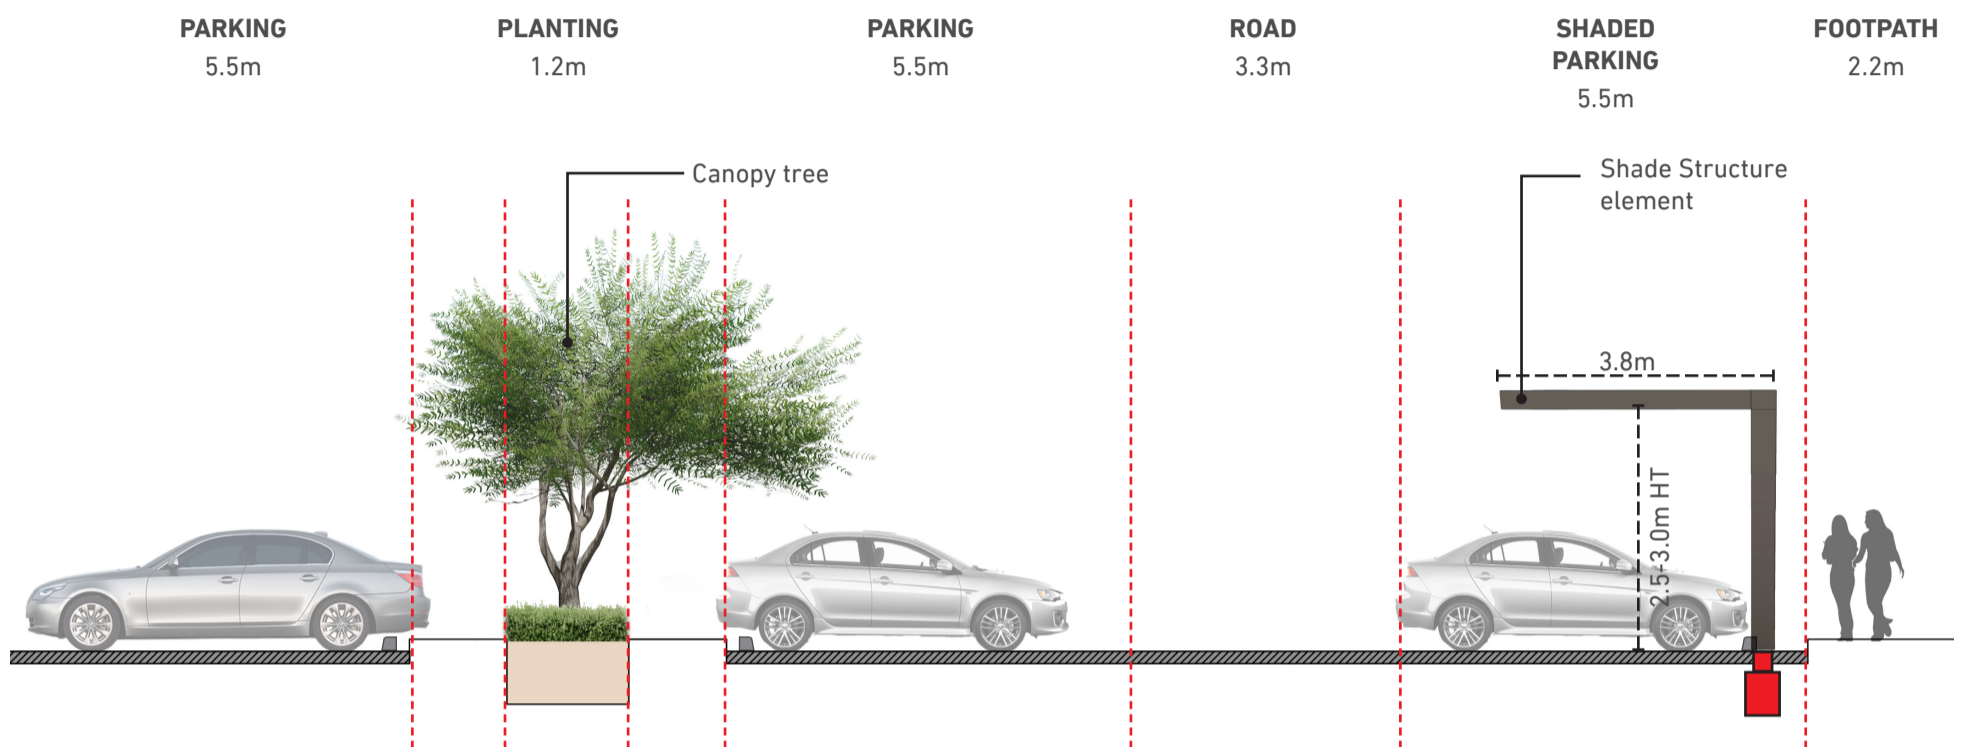 PARKING
5.5m
PLANTING
1.2m
PARKING
5.5m
ROAD
3.3m
SHADED
PARKING
5.5m
FOOTPATH
2.2m
Canopy tree
Shade Structure
element
3.8m
2.5-3.0m HT